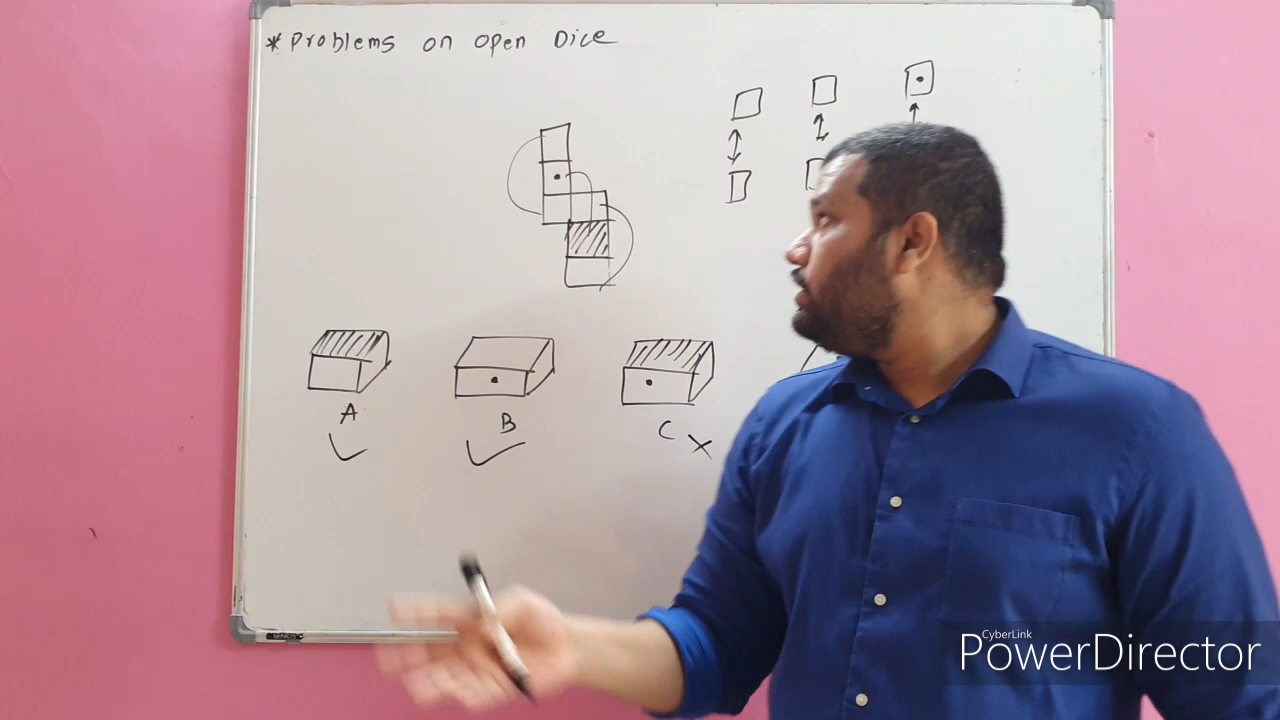 * Problems on open Dice
A
B
C
CyberLink
PowerDirector